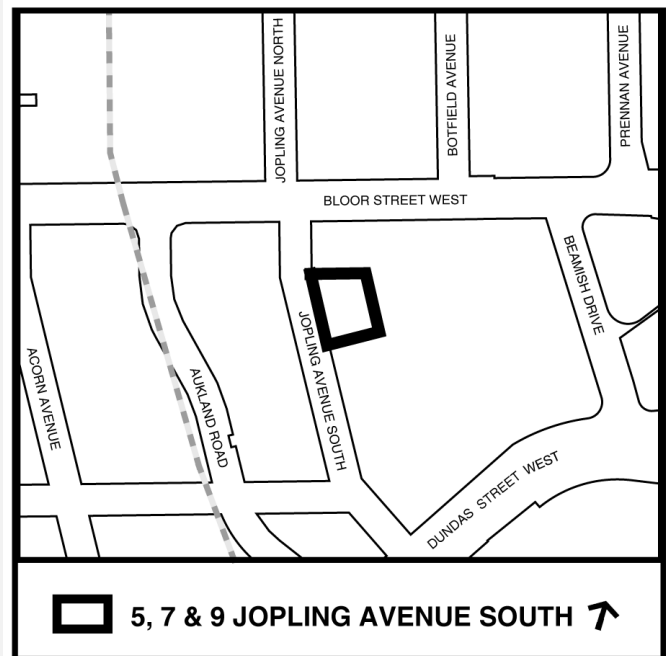 JOPLING AVENUE NORTH
BOTFIELD AVENUE
PRENNAN AVENUE
BLOOR STREET WEST
BEAMISH DRIVE
JOPLING AVENUE SOUTH
ACORN AVENUE
AUKLAND ROAD
DUNDAS STREET WEST
5, 7 & 9 JOPLING AVENUE SOUTH